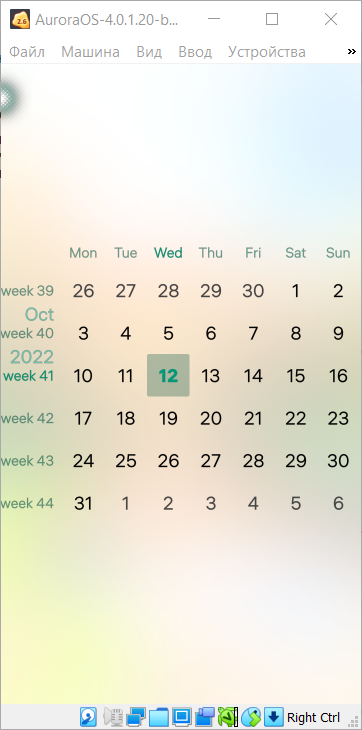 AuroraOS-4.0.1.20-b...
Файл Машина Вид Ввод Устройства »
Mon Tue Wed Thu Fri Sat Sun
week 39 26 27 28 29 30 1 2
Oct
week 40 3 4 5 6 7 8 9
2022
week 41 10 11 12 13 14 15 16
week 42 17 18 19 20 21 22 23
week 43 24 25 26 27 28 29 30
week 44 31 1 2 3 4 5 6
Right Ctrl